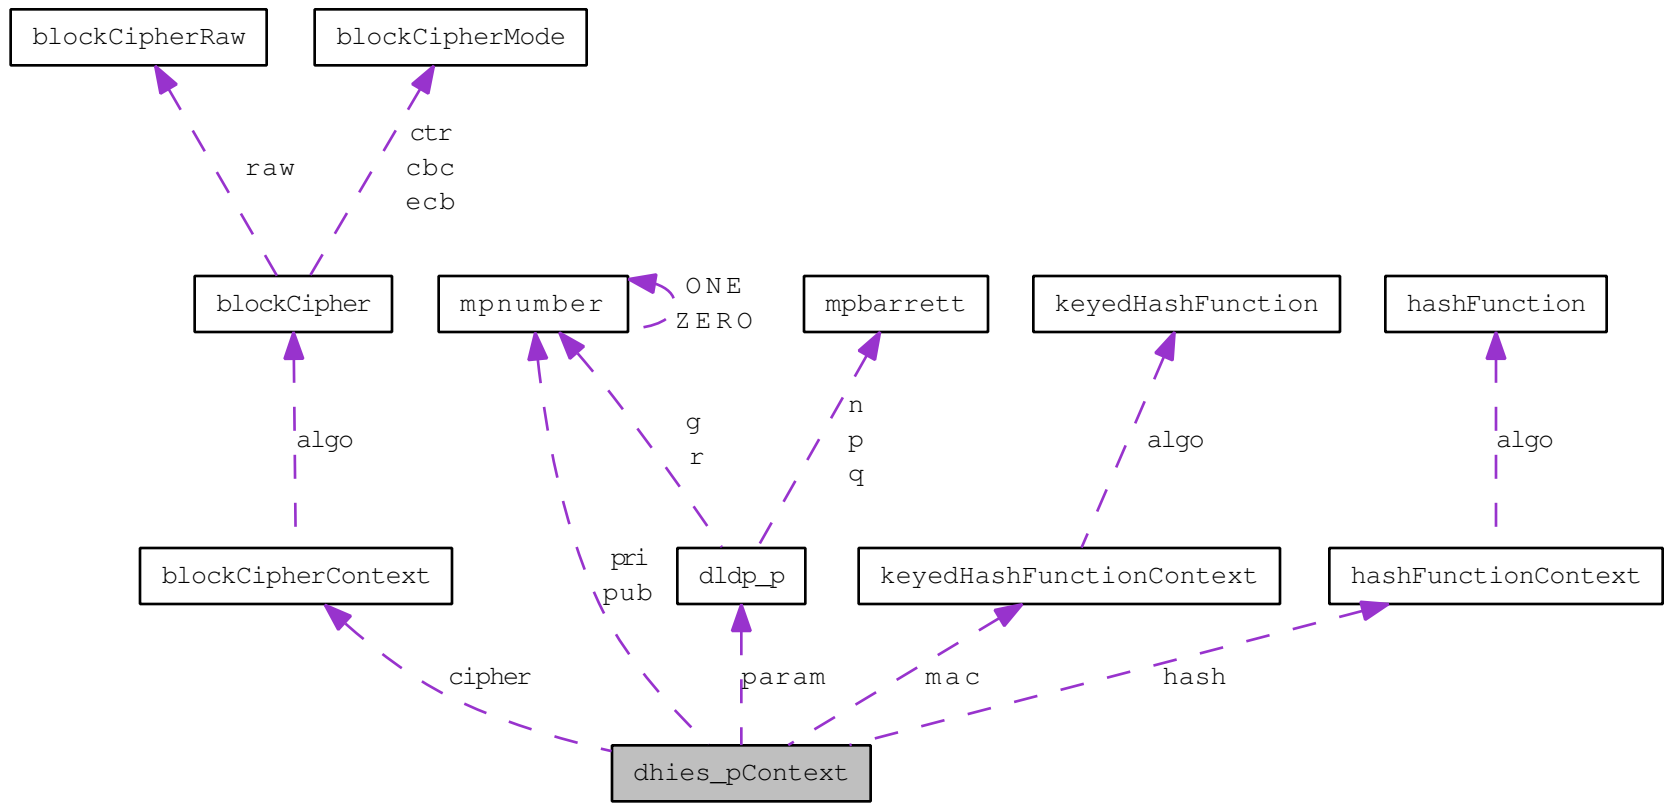 blockCipherRaw
blockCipherMode
raw
ctr
cbc
ecb
blockCipher
mpnumber
ONE
ZERO
mpbarrett
keyedHashFunction
hashFunction
algo
g
r
n
p
q
algo
algo
blockCipherContext
pri
pub
dldp_p
keyedHashFunctionContext
hashFunctionContext
cipher
param
mac
hash
dhies_pContext